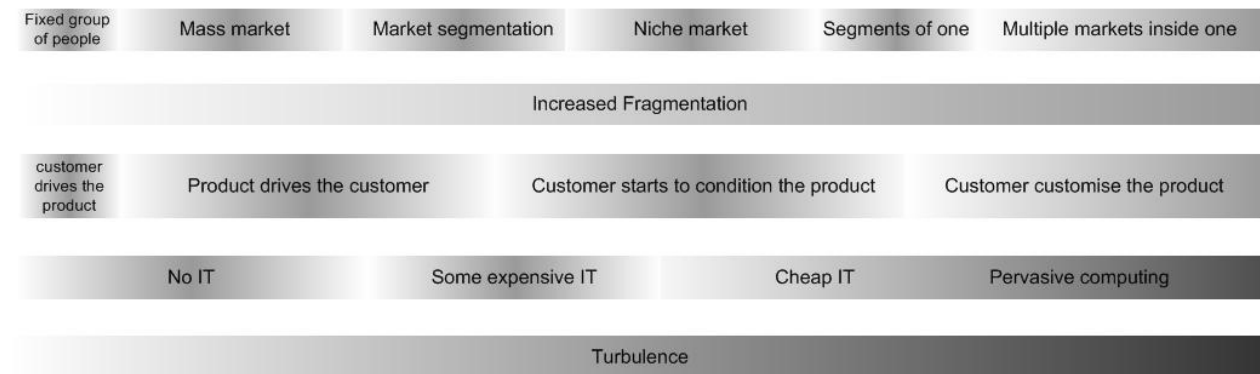 Fixed group
of people
Mass market
Market segmentation
Niche market
Segments of one
Multiple markets inside one
Increased Fragmentation
customer
drives the
product
Product drives the customer
Customer starts to condition the product
Customer customise the product
No IT
Some expensive IT
Cheap IT
Pervasive computing
Turbulence